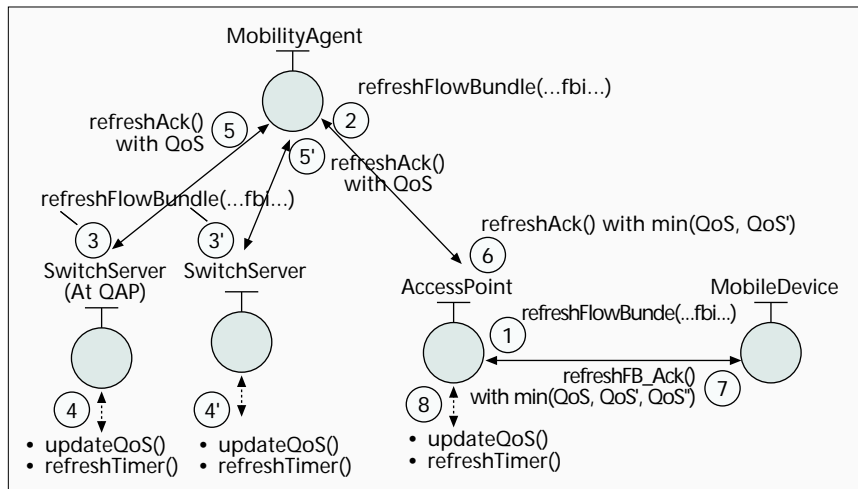 MobilityAgent
refreshFlowBundle(...fbi...)
5
2
refreshAck()
with QoS
5'
refreshAck()
with QoS
refreshFlowBundle(...fbi...)
3
3'
refreshAck() with min(QoS, QoS')
6
SwitchServer
(At QAP)
SwitchServer
AccessPoint
MobileDevice
refreshFlowBunde(...fbi...)
1
refreshFB_Ack()
with min(QoS, QoS', QoS")
7
4
4'
8
• updateQoS()
• refreshTimer()
• updateQoS()
• refreshTimer()
• updateQoS()
• refreshTimer()